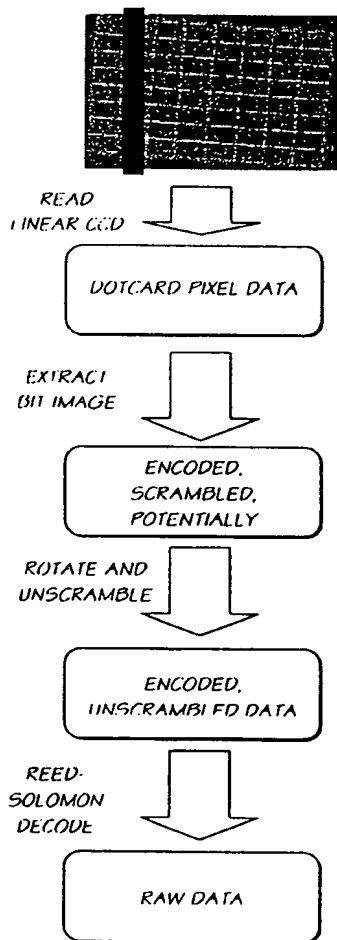 READ
LINEAR CCD
DOTCARD PIXEL DATA
EXTRACT
BIT IMAGE
ENCODED,
SCRAMBLED,
POTENTIALLY
ROTATE AND
UNSCRAMBLE
ENCODED,
UNSCRAMBLED DATA
REED-
SOLOMON
DECODE
RAW DATA